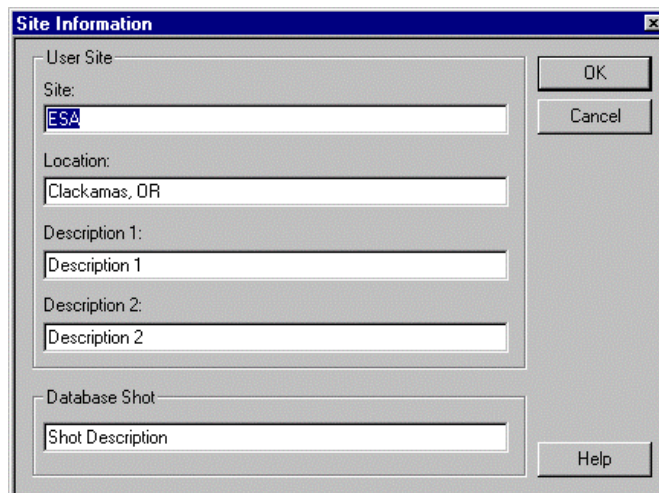 Site Information
User Site
Site:
ESA
Location:
Clackamas, OR
Description 1:
Description 1
Description 2:
Description 2
Database Shot
Shot Description
OK
Cancel
Help